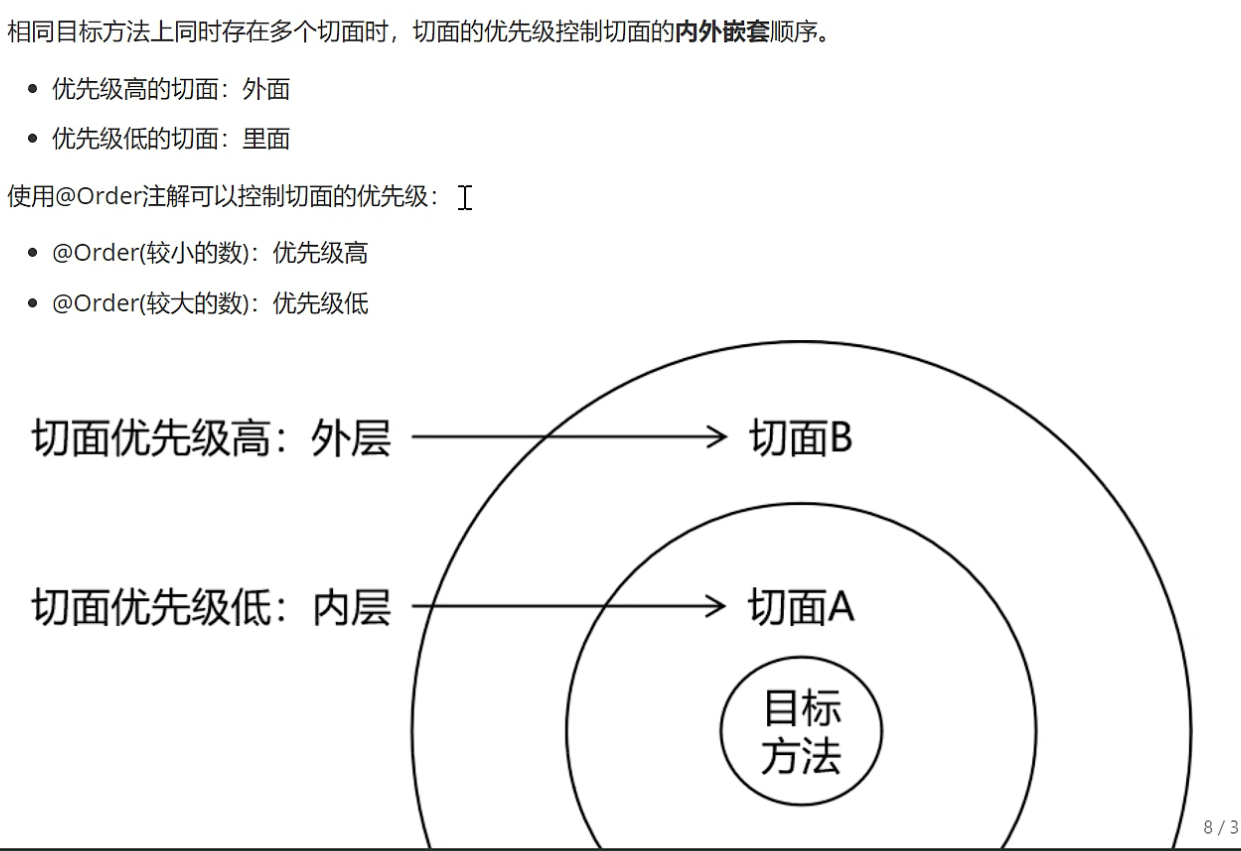 相同目标方法上同时存在多个切面时，切面的优先级控制切面的内外嵌套顺序。
优先级高的切面：外面
优先级低的切面：里面
使用@Order注解可以控制切面的优先级：
@Order(较小的数)：优先级高
@Order(较大的数)：优先级低
切面优先级高：外层
切面B
切面优先级低：内层
切面A
目标
方法
8 / 3